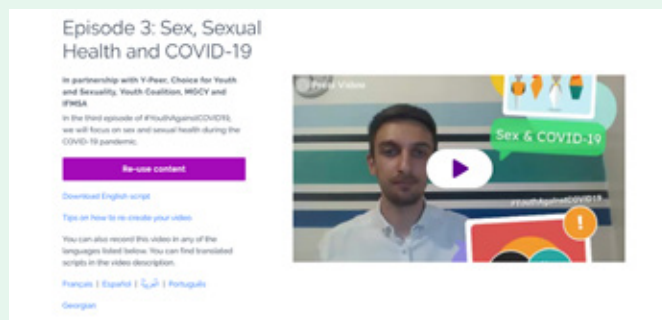 Episode 3: Sex, Sexual
Health and COVID-19
In partnership with Y-Peer, Choice for Youth
and Sexuality, Youth Coalition, MGCY and
IFMSA
In the third episode of #YouthAgainstCOVID19,
we will focus on sex and sexual health during the
COVID-19 pandemic.
Re-use content
Download English script
Tips on how to re-create your video
You can also record this video in any of the
languages listed below. You can find translated
scripts in the video description.
Français | Español | العربيّة | Português
Georgian
Video
Sex & COVID-19
#YouthAgainstCOVID19
!